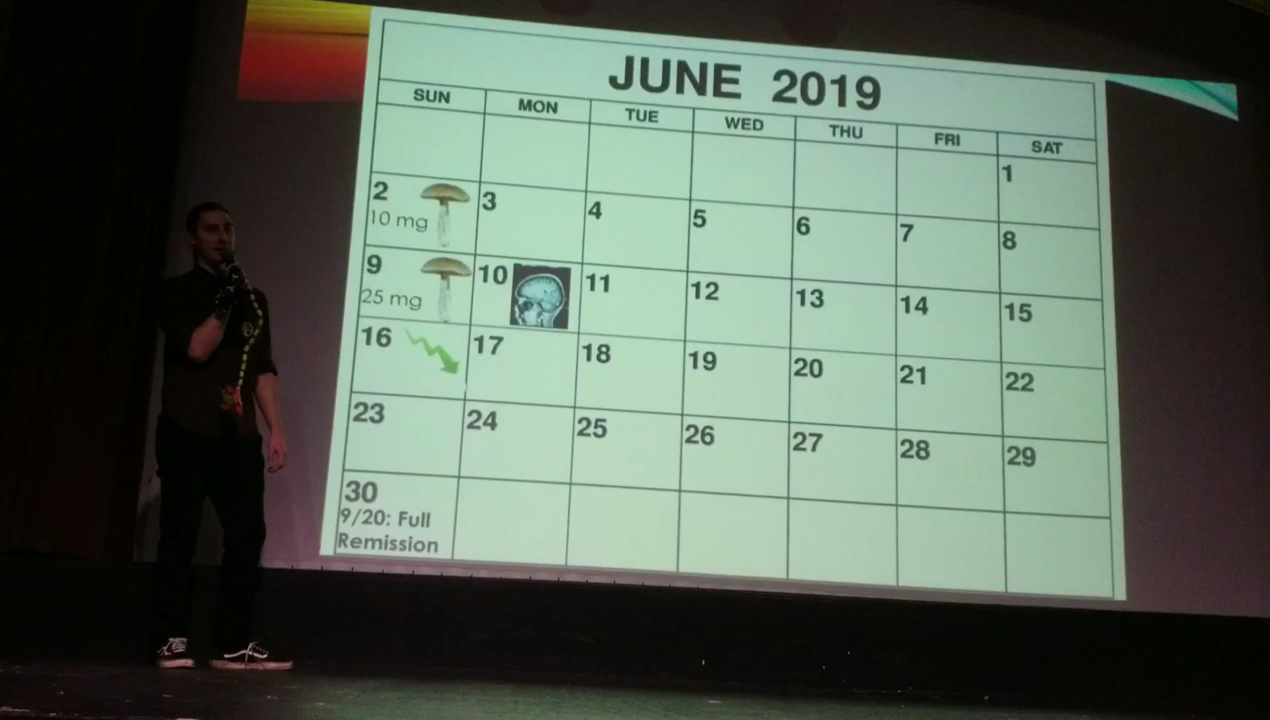 JUNE 2019
SUN MON TUE WED THU FRI SAT
1
2 3 4 5 6 7 8
10 mg
9 10 11 12 13 14 15
25 mg
16 17 18 19 20 21 22
23 24 25 26 27 28 29
30
9/20: Full
Remission